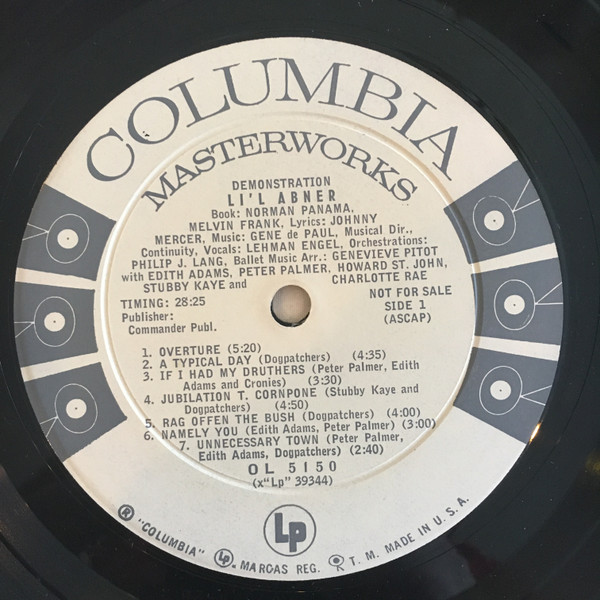 COLUMBIA
MASTERWORKS
DEMONSTRATION
LI'L ABNER
Book: NORMAN PANAMA,
MELVIN FRANK, Lyrics: JOHNNY
MERCER, Music: GENE de PAUL, Musical Dir.,
Continuity, Vocals: LEHMAN ENGEL, Orchestrations:
PHILIP J. LANG, Ballet Music Arr.: GENEVIEVE PITOT
with EDITH ADAMS, PETER PALMER, HOWARD ST. JOHN,
STUBBY KAYE and CHARLOTTE RAE
TIMING: 28:25
Publisher:
Commander Publ.
NOT FOR SALE
SIDE 1
(ASCAP)
1. OVERTURE (5:20)
2. A TYPICAL DAY (Dogpatchers) (4:35)
3. IF I HAD MY DRUTHERS (Peter Palmer, Edith
Adams and Cronies) (3:30)
4. JUBILATION T. CORNPONE (Stubby Kaye and
Dogpatchers) (4:50)
5. RAG OFFEN THE BUSH (Dogpatchers) (4:00)
6. NAMELY YOU (Edith Adams, Peter Palmer) (3:00)
7. UNNECESSARY TOWN (Peter Palmer,
Edith Adams, Dogpatchers) (2:40)
OL 5150
(x"Lp" 39344)
Lp
® "COLUMBIA" Lp. MARCAS REG. T. M. MADE IN U. S. A.